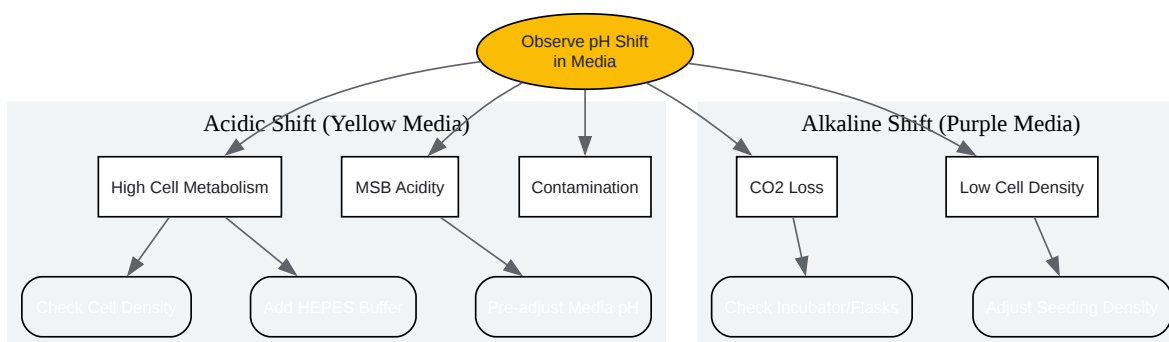 Observe pH Shift
in Media
Acidic Shift (Yellow Media)
Alkaline Shift (Purple Media)
High Cell Metabolism
MSB Acidity
Contamination
CO2 Loss
Low Cell Density
Check Cell Density
Add HEPES Buffer
Pre-adjust Media pH
Check Incubator/Flasks
Adjust Seeding Density